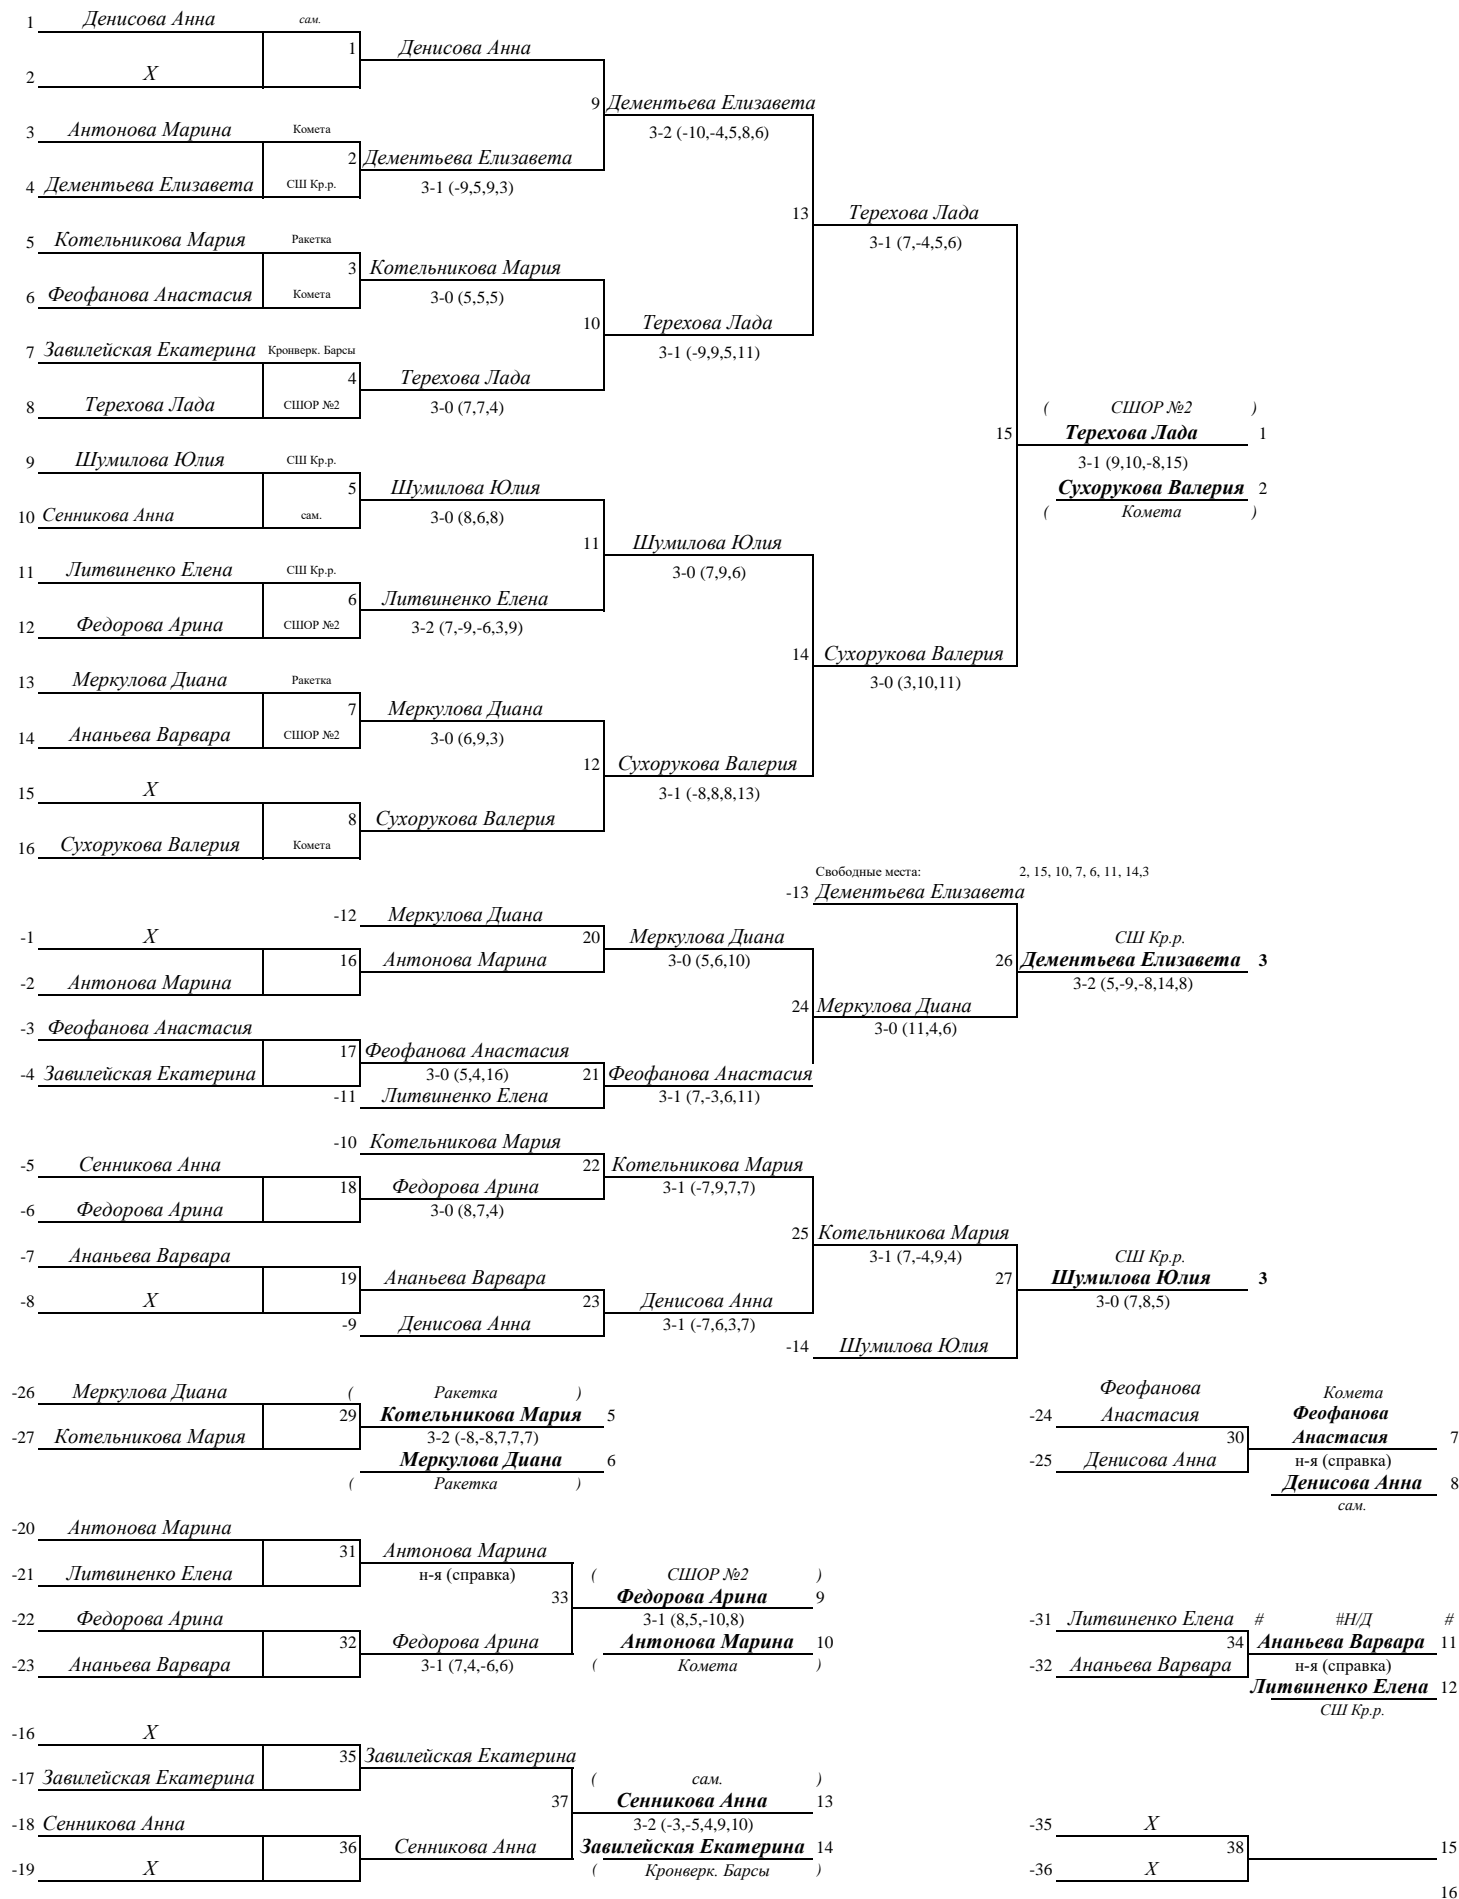 1 Денисова Анна сам.
1 Денисова Анна
2 X
9 Дементьева Елизавета
3 Антонова Марина Комета
3-2 (-10,-4,5,8,6)
2 Дементьева Елизавета
4 Дементьева Елизавета СШ Кр.р.
3-1 (-9,5,9,3)
13 Терехова Лада
5 Котельникова Мария Ракетка
3-1 (7,-4,5,6)
3 Котельникова Мария
6 Феофанова Анастасия Комета
3-0 (5,5,5)
10 Терехова Лада
7 Завилейская Екатерина Кронверк. Барсы
3-1 (-9,9,5,11)
4 Терехова Лада
8 Терехова Лада СШОР №2
3-0 (7,7,4)
( СШОР №2 )
15 Терехова Лада 1
9 Шумилова Юлия СШ Кр.р.
3-1 (9,10,-8,15)
5 Шумилова Юлия
Сухорукова Валерия 2
10 Сенникова Анна сам.
3-0 (8,6,8)
( Комета )
11 Шумилова Юлия
11 Литвиненко Елена СШ Кр.р.
3-0 (7,9,6)
6 Литвиненко Елена
12 Федорова Арина СШОР №2
3-2 (7,-9,-6,3,9)
14 Сухорукова Валерия
13 Меркулова Диана Ракетка
3-0 (3,10,11)
7 Меркулова Диана
14 Ананьева Варвара СШОР №2
3-0 (6,9,3)
12 Сухорукова Валерия
15 X
3-1 (-8,8,8,13)
8 Сухорукова Валерия
16 Сухорукова Валерия Комета
Свободные места: 2, 15, 10, 7, 6, 11, 14,3
-13 Дементьева Елизавета
-12 Меркулова Диана
-1 X
20 Меркулова Диана
СШ Кр.р.
16 Антонова Марина
3-0 (5,6,10)
26 Дементьева Елизавета 3
-2 Антонова Марина
3-2 (5,-9,-8,14,8)
24 Меркулова Диана
-3 Феофанова Анастасия
3-0 (11,4,6)
17 Феофанова Анастасия
-4 Завилейская Екатерина
3-0 (5,4,16)
21 Феофанова Анастасия
-11 Литвиненко Елена
3-1 (7,-3,6,11)
-10 Котельникова Мария
-5 Сенникова Анна
22 Котельникова Мария
18 Федорова Арина
3-1 (-7,9,7,7)
-6 Федорова Арина
3-0 (8,7,4)
25 Котельникова Мария
-7 Ананьева Варвара
3-1 (7,-4,9,4)
СШ Кр.р.
19 Ананьева Варвара
27 Шумилова Юлия 3
-8 X
23 Денисова Анна
3-0 (7,8,5)
-9 Денисова Анна
3-1 (-7,6,3,7)
-14 Шумилова Юлия
-26 Меркулова Диана
( Ракетка )
Феофанова
Комета
29 Котельникова Мария 5
-24 Анастасия
Феофанова
-27 Котельникова Мария
3-2 (-8,-8,7,7,7)
30 Анастасия 7
Меркулова Диана 6
-25 Денисова Анна
н-я (справка)
( Ракетка )
Денисова Анна 8
сам.
-20 Антонова Марина
31 Антонова Марина
-21 Литвиненко Елена
н-я (справка)
( СШОР №2 )
33 Федорова Арина 9
-22 Федорова Арина
3-1 (8,5,-10,8)
-31 Литвиненко Елена
# #Н/Д #
32 Федорова Арина
Антонова Марина 10
34 Ананьева Варвара 11
-23 Ананьева Варвара
3-1 (7,4,-6,6)
( Комета )
-32 Ананьева Варвара
н-я (справка)
Литвиненко Елена 12
СШ Кр.р.
-16 X
35 Завилейская Екатерина
-17 Завилейская Екатерина
( сам. )
37 Сенникова Анна 13
-18 Сенникова Анна
3-2 (-3,-5,4,9,10)
-35 X
36 Сенникова Анна
Завилейская Екатерина 14
38 15
-19 X
( Кронверк. Барсы )
-36 X
16